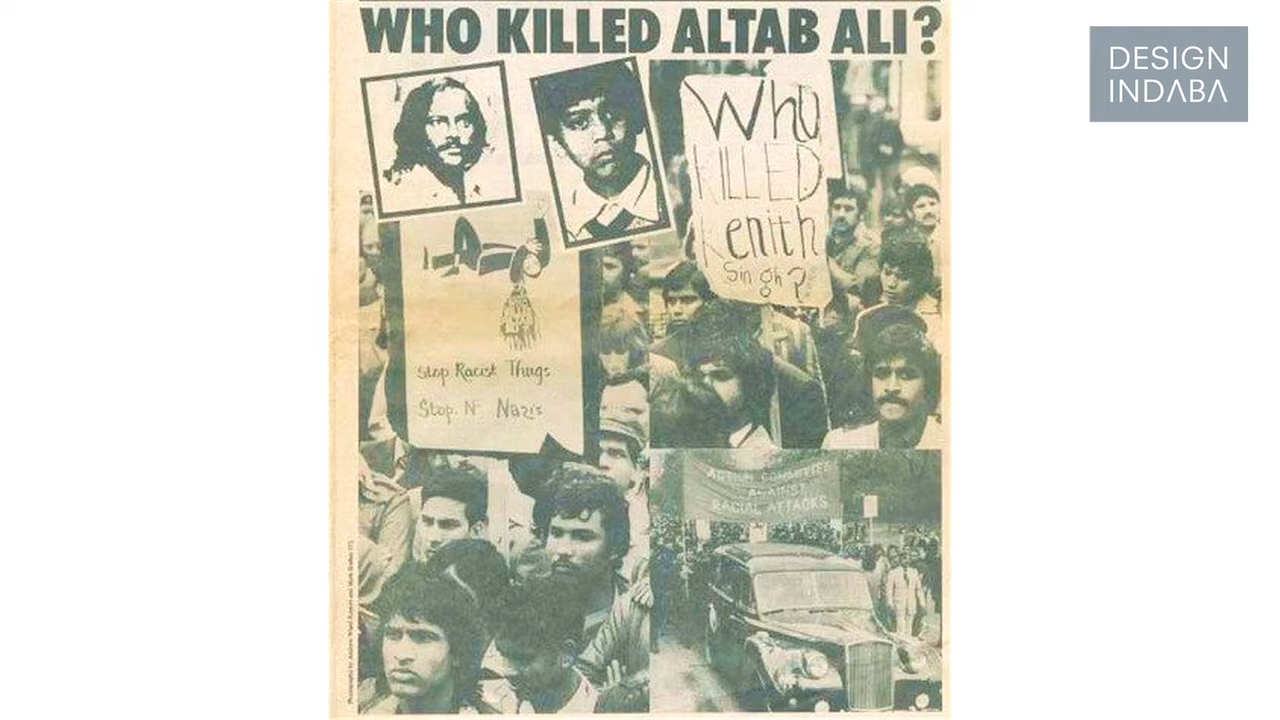 WHO KILLED ALTAB ALI?
DESIGN
INDABA
Who
KILLED
Kenith
Singh?
Stop Racist Thugs
Stop N Nazis
ACTION COMMITTEE
AGAINST
RACIAL ATTACKS